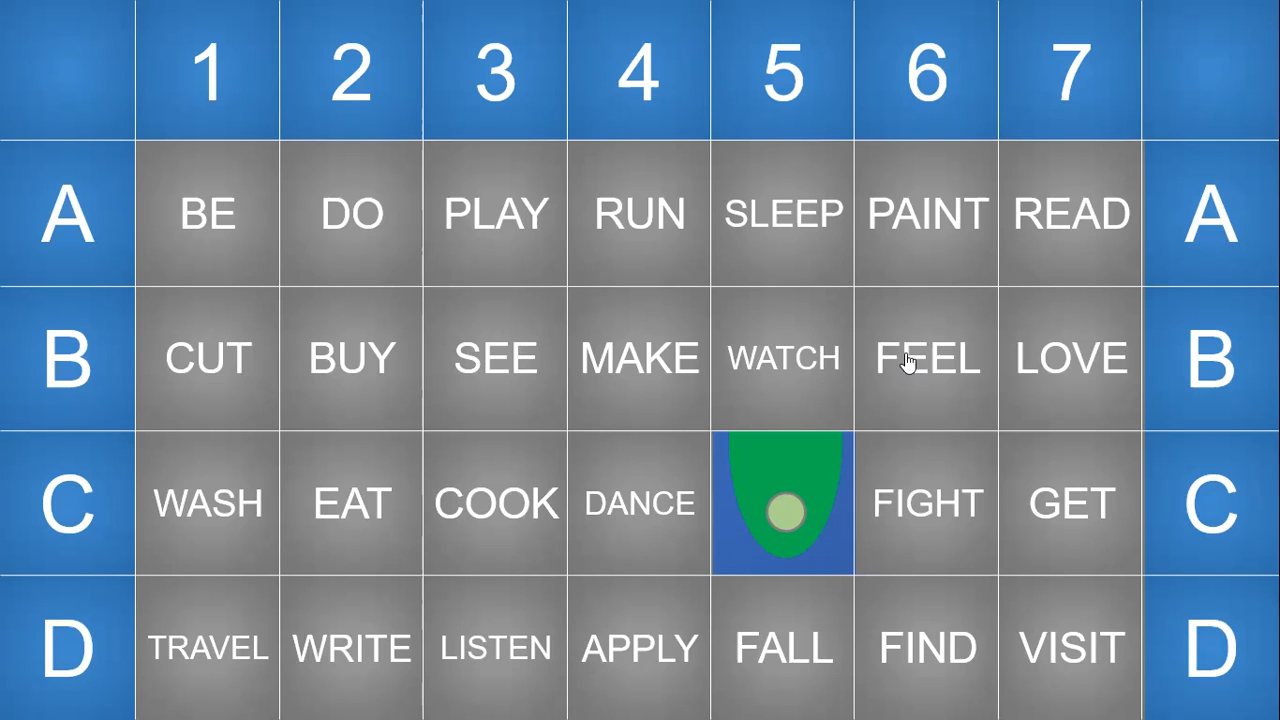 1 2 3 4 5 6 7
A BE DO PLAY RUN SLEEP PAINT READ A
B CUT BUY SEE MAKE WATCH FEEL LOVE B
C WASH EAT COOK DANCE FIGHT GET C
D TRAVEL WRITE LISTEN APPLY FALL FIND VISIT D